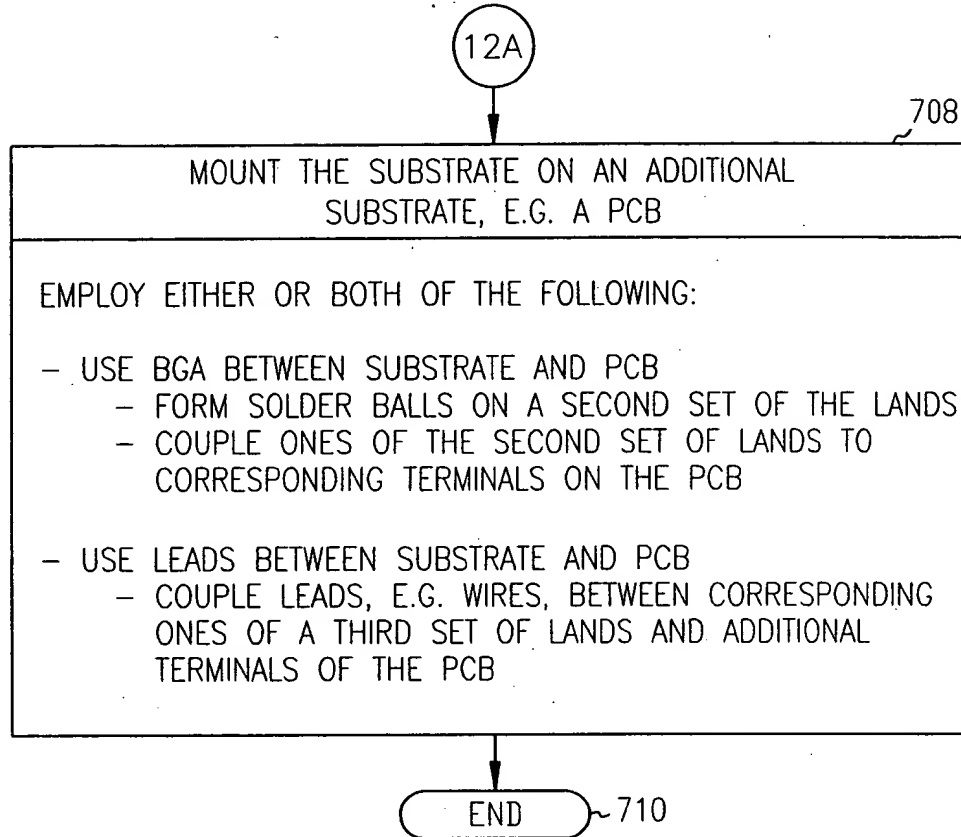 12A
708
MOUNT THE SUBSTRATE ON AN ADDITIONAL
SUBSTRATE, E.G. A PCB
EMPLOY EITHER OR BOTH OF THE FOLLOWING:
– USE BGA BETWEEN SUBSTRATE AND PCB
– FORM SOLDER BALLS ON A SECOND SET OF THE LANDS
– COUPLE ONES OF THE SECOND SET OF LANDS TO
CORRESPONDING TERMINALS ON THE PCB
– USE LEADS BETWEEN SUBSTRATE AND PCB
– COUPLE LEADS, E.G. WIRES, BETWEEN CORRESPONDING
ONES OF A THIRD SET OF LANDS AND ADDITIONAL
TERMINALS OF THE PCB
END
710